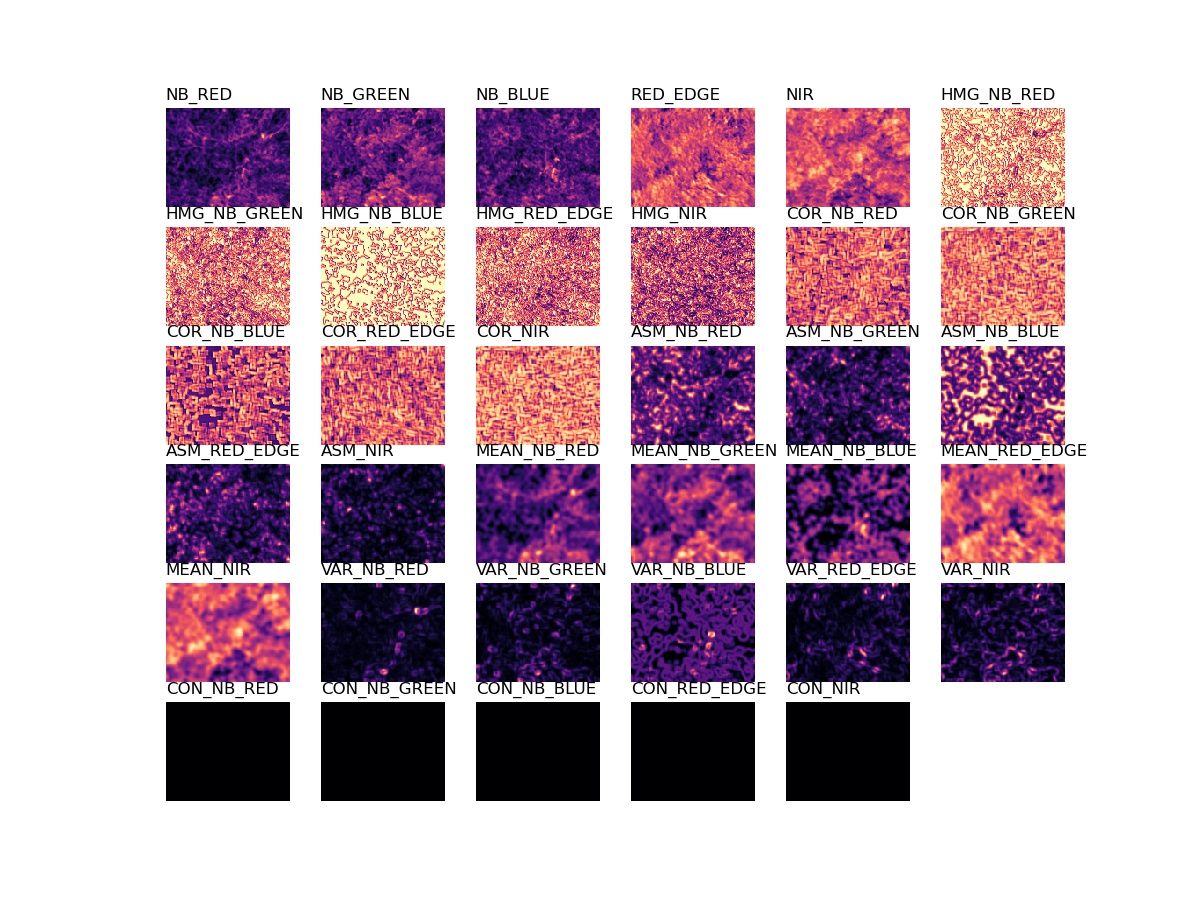 NB_RED NB_GREEN NB_BLUE RED_EDGE NIR HMG_NB_RED
HMG_NB_GREEN HMG_NB_BLUE HMG_RED_EDGE HMG_NIR COR_NB_RED COR_NB_GREEN
COR_NB_BLUE COR_RED_EDGE COR_NIR ASM_NB_RED ASM_NB_GREEN ASM_NB_BLUE
ASM_RED_EDGE ASM_NIR MEAN_NB_RED MEAN_NB_GREEN MEAN_NB_BLUE MEAN_RED_EDGE
MEAN_NIR VAR_NB_RED VAR_NB_GREEN VAR_NB_BLUE VAR_RED_EDGE VAR_NIR
CON_NB_RED CON_NB_GREEN CON_NB_BLUE CON_RED_EDGE CON_NIR